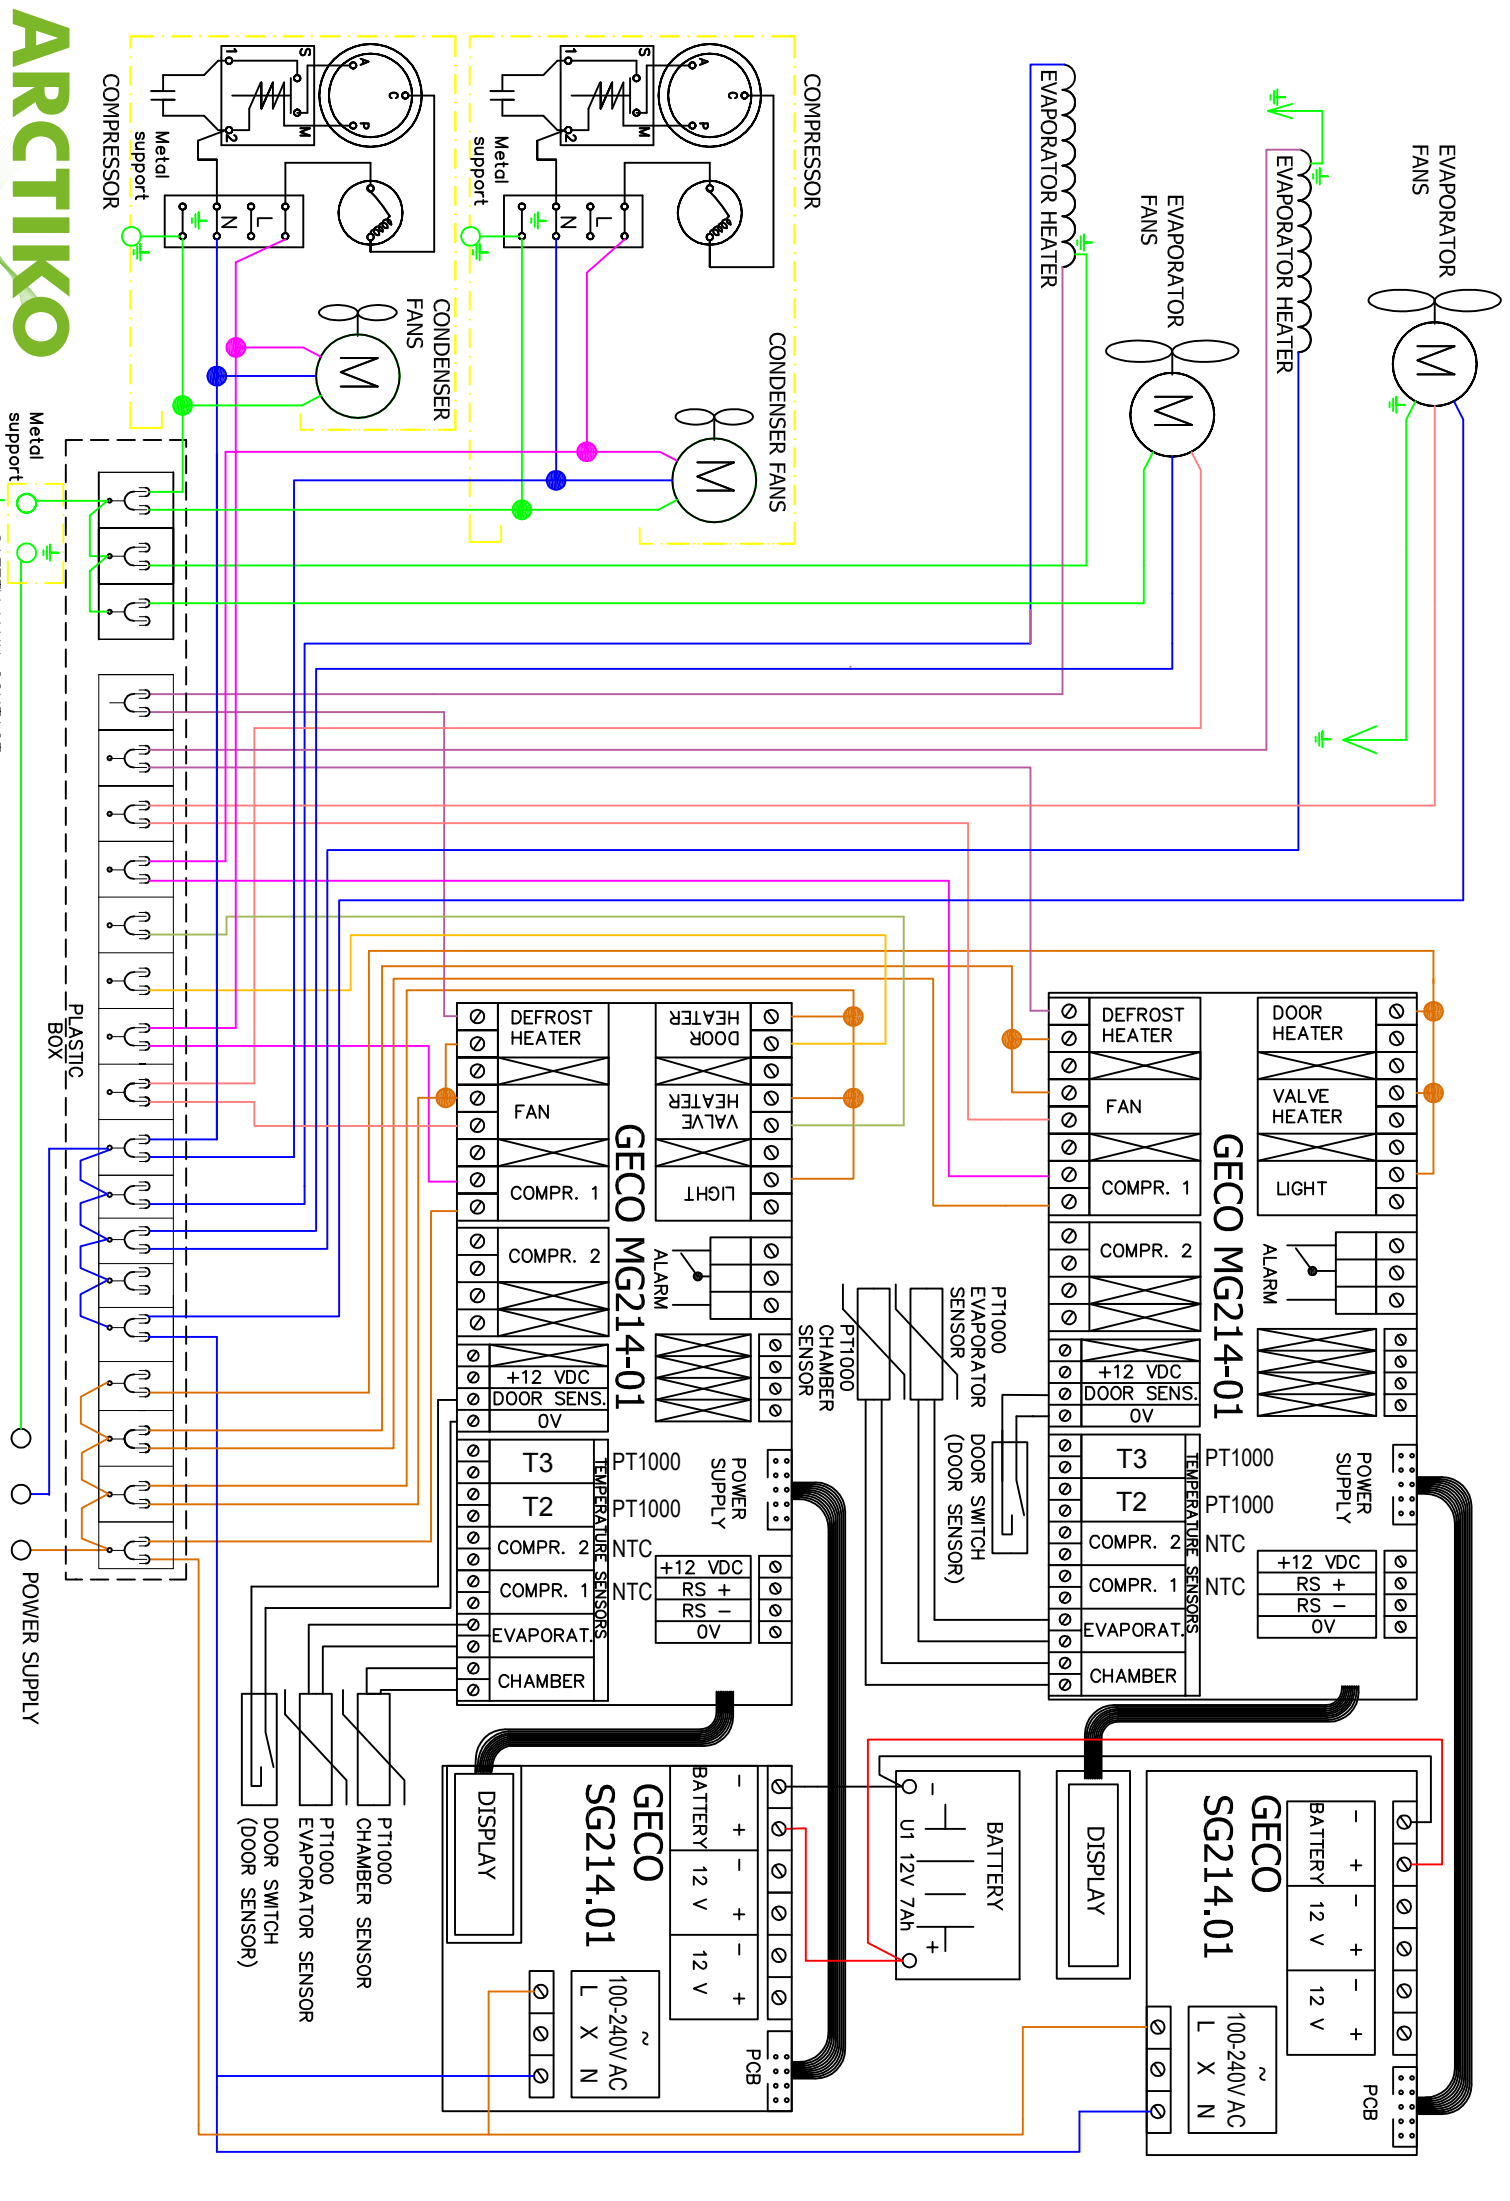 ARCTIKO
COMPRESSOR
S
1
M
2
A
C
P
Metal
support
N
L
CONDENSER
FANS
M
COMPRESSOR
S
1
M
2
A
C
P
Metal
support
N
L
CONDENSER FANS
M
EVAPORATOR HEATER
EVAPORATOR
FANS
M
EVAPORATOR HEATER
EVAPORATOR
FANS
M
Metal
support
PLASTIC
BOX
POWER SUPPLY
GECO MG214-01
DEFROST
HEATER
FAN
COMPR. 1
COMPR. 2
+12 VDC
DOOR SENS.
0V
T3
T2
COMPR. 2
COMPR. 1
EVAPORAT.
CHAMBER
TEMPERATURE SENSORS
PT1000
PT1000
NTC
NTC
DOOR
HEATER
VALVE
HEATER
LIGHT
ALARM
POWER
SUPPLY
+12 VDC
RS +
RS -
0V
PT1000
CHAMBER
SENSOR
PT1000
EVAPORATOR
SENSOR
DOOR SWITCH
(DOOR SENSOR)
GECO MG214-01
DEFROST
HEATER
FAN
COMPR. 1
COMPR. 2
+12 VDC
DOOR SENS.
0V
T3
T2
COMPR. 2
COMPR. 1
EVAPORAT.
CHAMBER
TEMPERATURE SENSORS
PT1000
PT1000
NTC
NTC
DOOR
HEATER
VALVE
HEATER
LIGHT
ALARM
POWER
SUPPLY
+12 VDC
RS +
RS -
0V
DOOR SWITCH
(DOOR SENSOR)
PT1000
EVAPORATOR SENSOR
PT1000
CHAMBER SENSOR
DISPLAY
GECO
SG214.01
BATTERY
- +
12 V
- +
12 V
- +
~
100-240V AC
L X N
PCB
BATTERY
U1 12V 7Ah
- +
DISPLAY
GECO
SG214.01
BATTERY
- +
12 V
- +
12 V
- +
~
100-240V AC
L X N
PCB